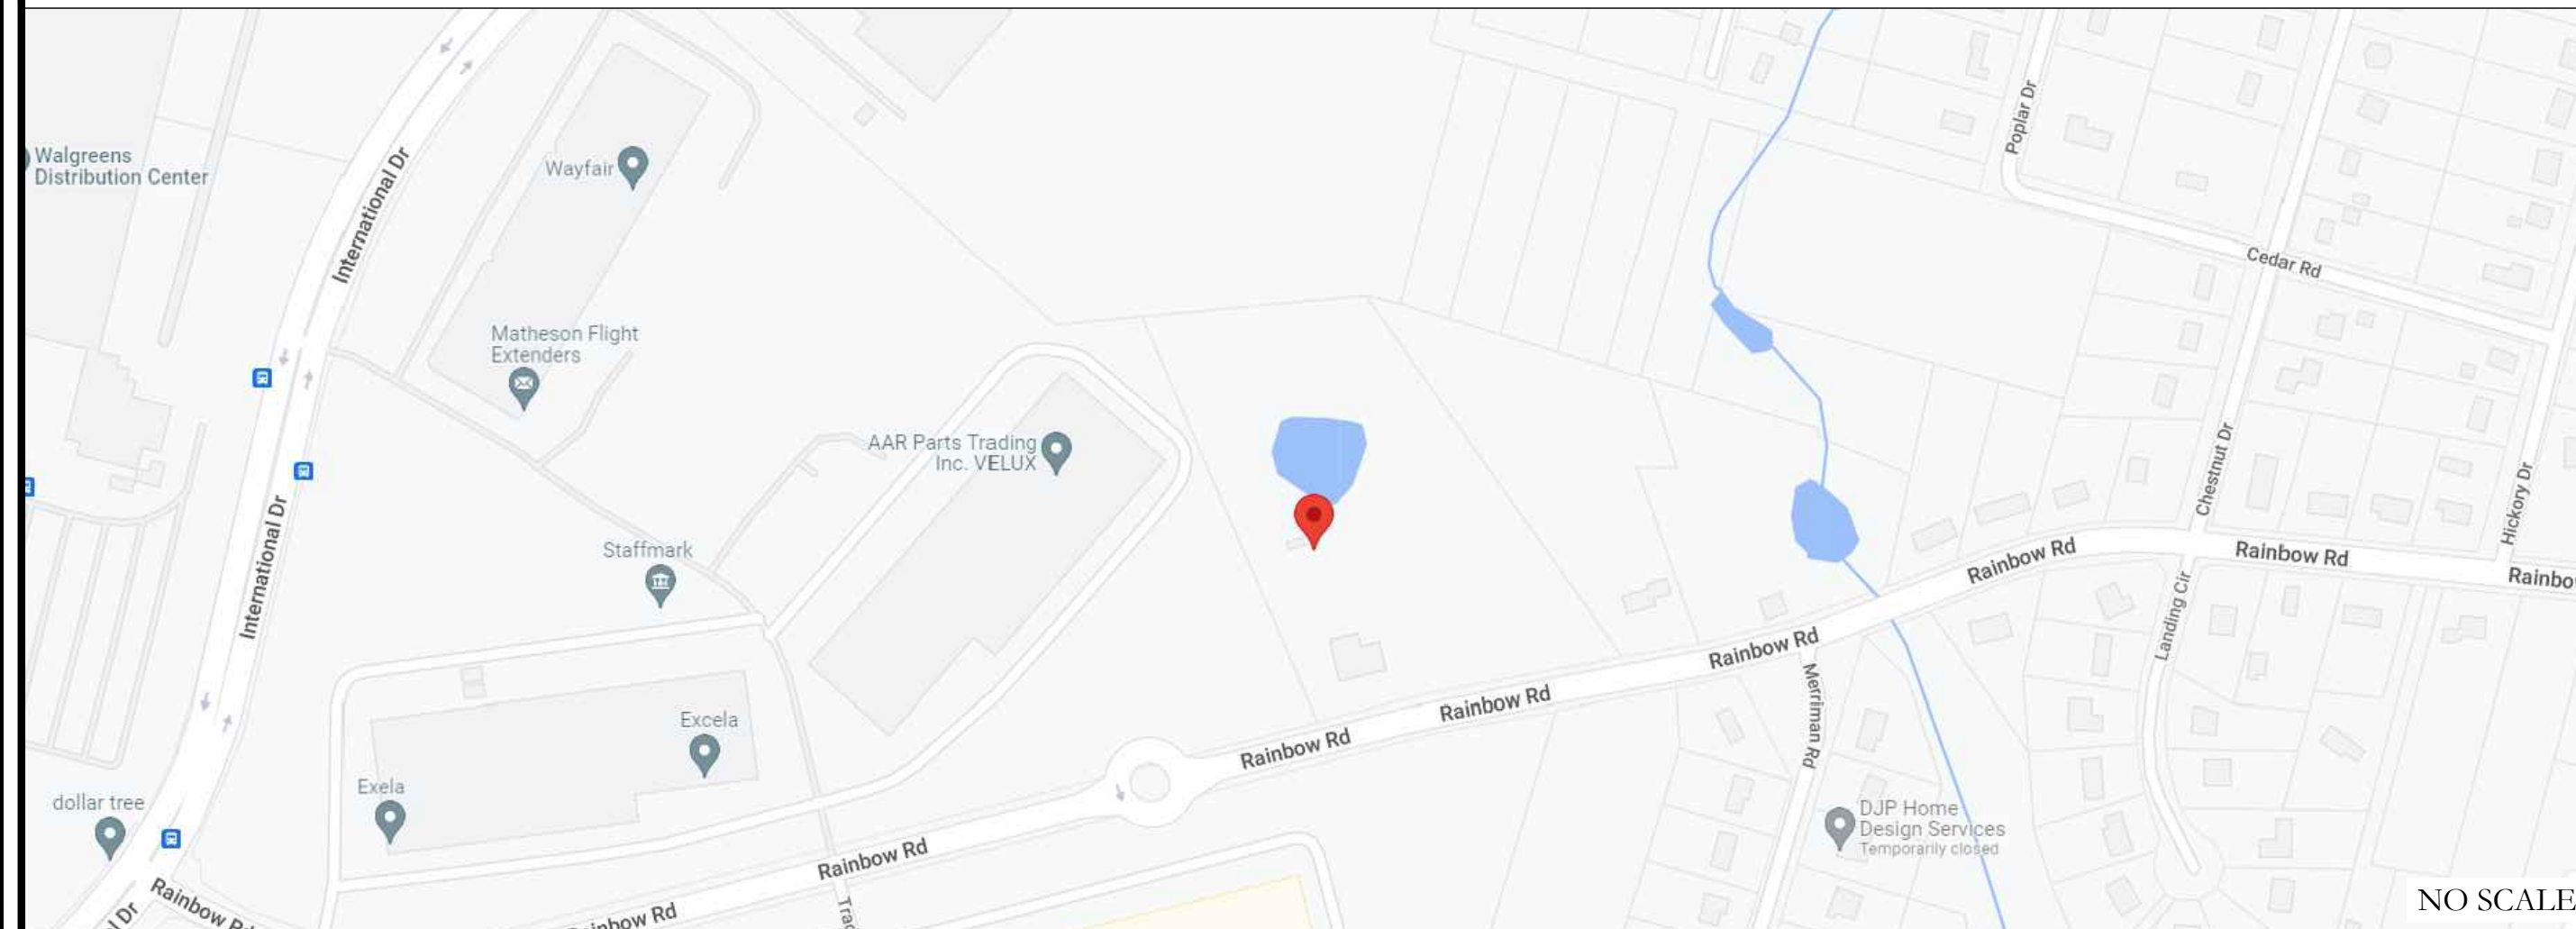 Walgreens
Distribution Center
International Dr
Wayfair
Matheson Flight
Extenders
AAR Parts Trading
Inc. VELUX
International Dr
Staffmark
Excela
Exela
dollar tree
Rainbow Rd
Rainbow Rd
Rainbow Rd
Rainbow Rd
Rainbow Rd
Rainbow Rd
Rainbow Rd
Poplar Dr
Cedar Rd
Chestnut Dr
Hickory Dr
Landing Cir
Merriman Rd
DJP Home
Design Services
Temporarily closed
NO SCALE